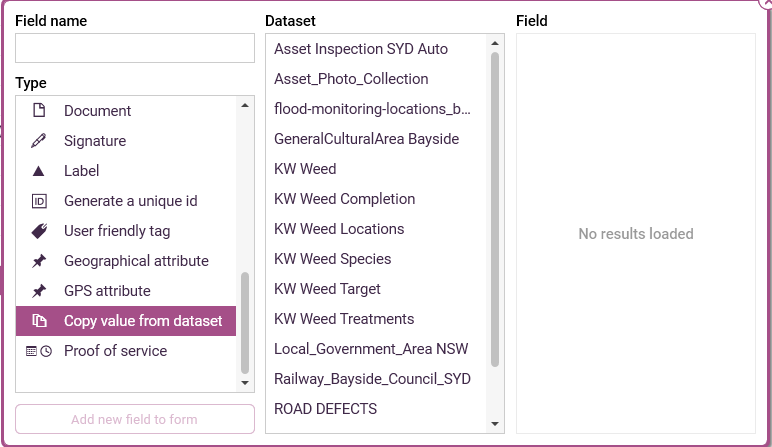 Field name
Type
Document
Signature
Label
ID Generate a unique id
User friendly tag
Geographical attribute
GPS attribute
Copy value from dataset
Proof of service
Add new field to form
Dataset
Asset Inspection SYD Auto
Asset_Photo_Collection
flood-monitoring-locations_b...
GeneralCulturalArea Bayside
KW Weed
KW Weed Completion
KW Weed Locations
KW Weed Species
KW Weed Target
KW Weed Treatments
Local_Government_Area NSW
Railway_Bayside_Council_SYD
ROAD DEFECTS
Field
No results loaded